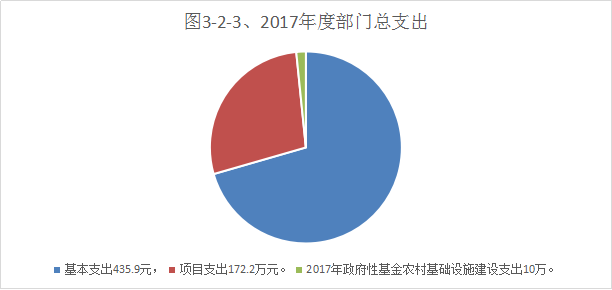 图3-2-3、2017年度部门总支出
基本支出435.9元， 项目支出172.2万元。 2017年政府性基金农村基础设施建设支出10万。